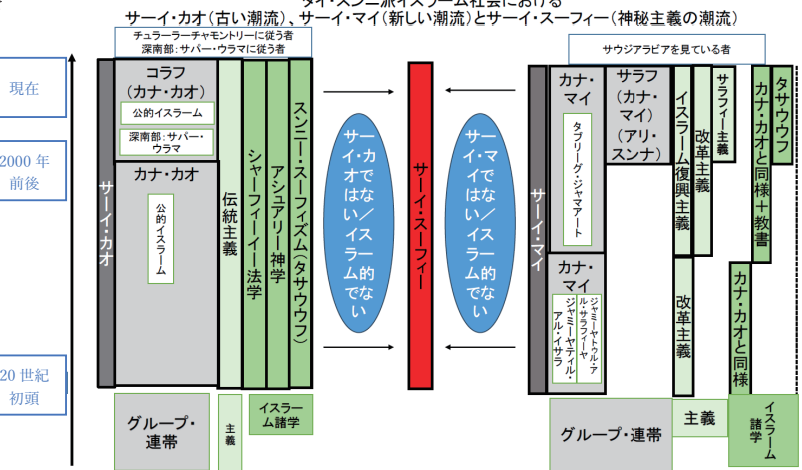 タイ・スンニ派イスラーム社会における
サーイ・カオ(古い潮流)、サーイ・マイ(新しい潮流)とサーイ・スーフィー(神秘主義の潮流)
チュラーラーチャモントリーに従う者
深南部:サパー・ウラマに従う者
サウジアラビアを見ている者
現在
2000 年
前後
20 世紀
初頭
サーイ・カオ
コラフ
(カナ・カオ)
公的イスラーム
深南部:サパー・
ウラマ
カナ・カオ
公的イスラーム
伝統主義
シャーフィーイー法学
アシュアリー神学
スンニー・スーフィズム(タサウウフ)
グループ・
連帯
主義
イスラー
ム諸学
サーイ・カオではない/イスラーム的でない
サーイ・スーフィー
サーイ・マイではない/イスラーム的でない
サーイ・マイ
カナ・
マイ
タブリーグ・ジャマアート
サラフ
(カナ・
マイ)
(アリ・
スンナ)
カナ・
マイ
ジャミーヤトゥル・ア
ル・サラフィーヤ
ジャミーヤティル・
アル・イサラ
イスラーム復興主義
改革主義
サラフィー主義
改革主義
カナ・カオと同様
カナ・カオと同様+教書
タサウウフ
グループ・連帯
主義
イスラーム
諸学